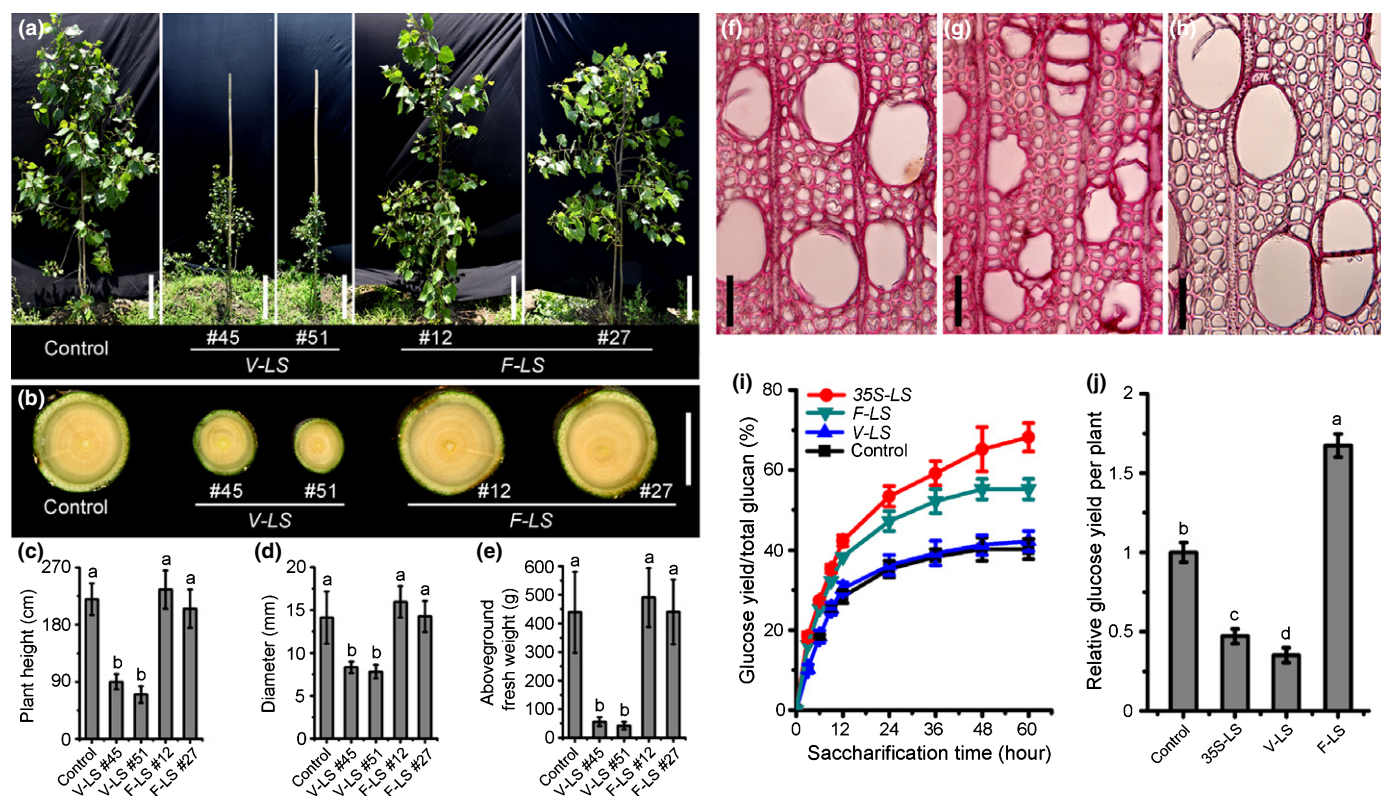 (a)
Control
#45
#51
V-LS
#12
#27
F-LS
(b)
Control
#45
#51
V-LS
#12
#27
F-LS
(c)
Plant height (cm)
270
180
90
0
a
b
b
a
a
Control
V-LS #45
V-LS #51
F-LS #12
F-LS #27
(d)
Diameter (mm)
20
15
10
5
0
a
b
b
a
a
Control
V-LS #45
V-LS #51
F-LS #12
F-LS #27
(e)
Aboveground
fresh weight (g)
600
500
400
300
200
100
0
a
b
b
a
a
Control
V-LS #45
V-LS #51
F-LS #12
F-LS #27
(f)
(g)
(h)
(i)
Glucose yield/total glucan (%)
80
60
40
20
0
35S-LS
F-LS
V-LS
Control
0
12
24
36
48
60
Saccharification time (hour)
(j)
Relative glucose yield per plant
2
1.5
1
0.5
0
b
c
d
a
Control
35S-LS
V-LS
F-LS